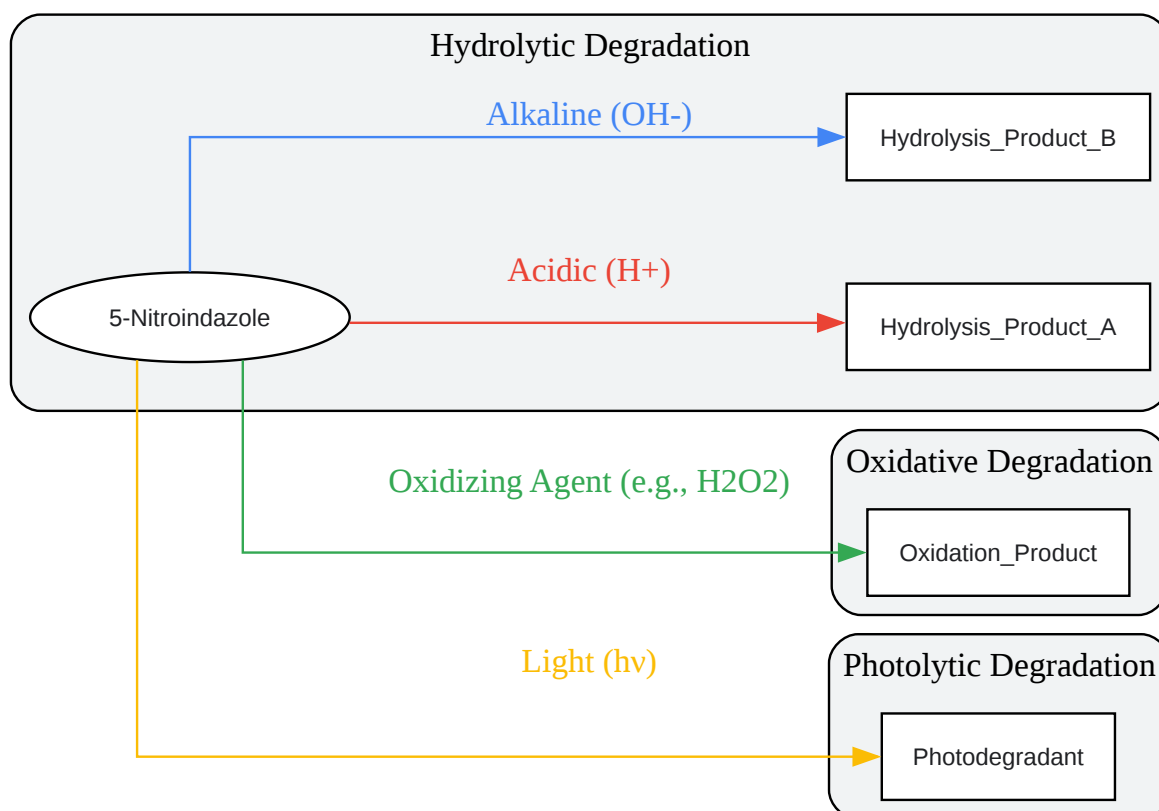 Hydrolytic Degradation
Alkaline (OH-)
Hydrolysis_Product_B
Acidic (H+)
5-Nitroindazole
Hydrolysis_Product_A
Oxidative Degradation
Oxidizing Agent (e.g., H2O2)
Oxidation_Product
Light (hν)
Photolytic Degradation
Photodegradant